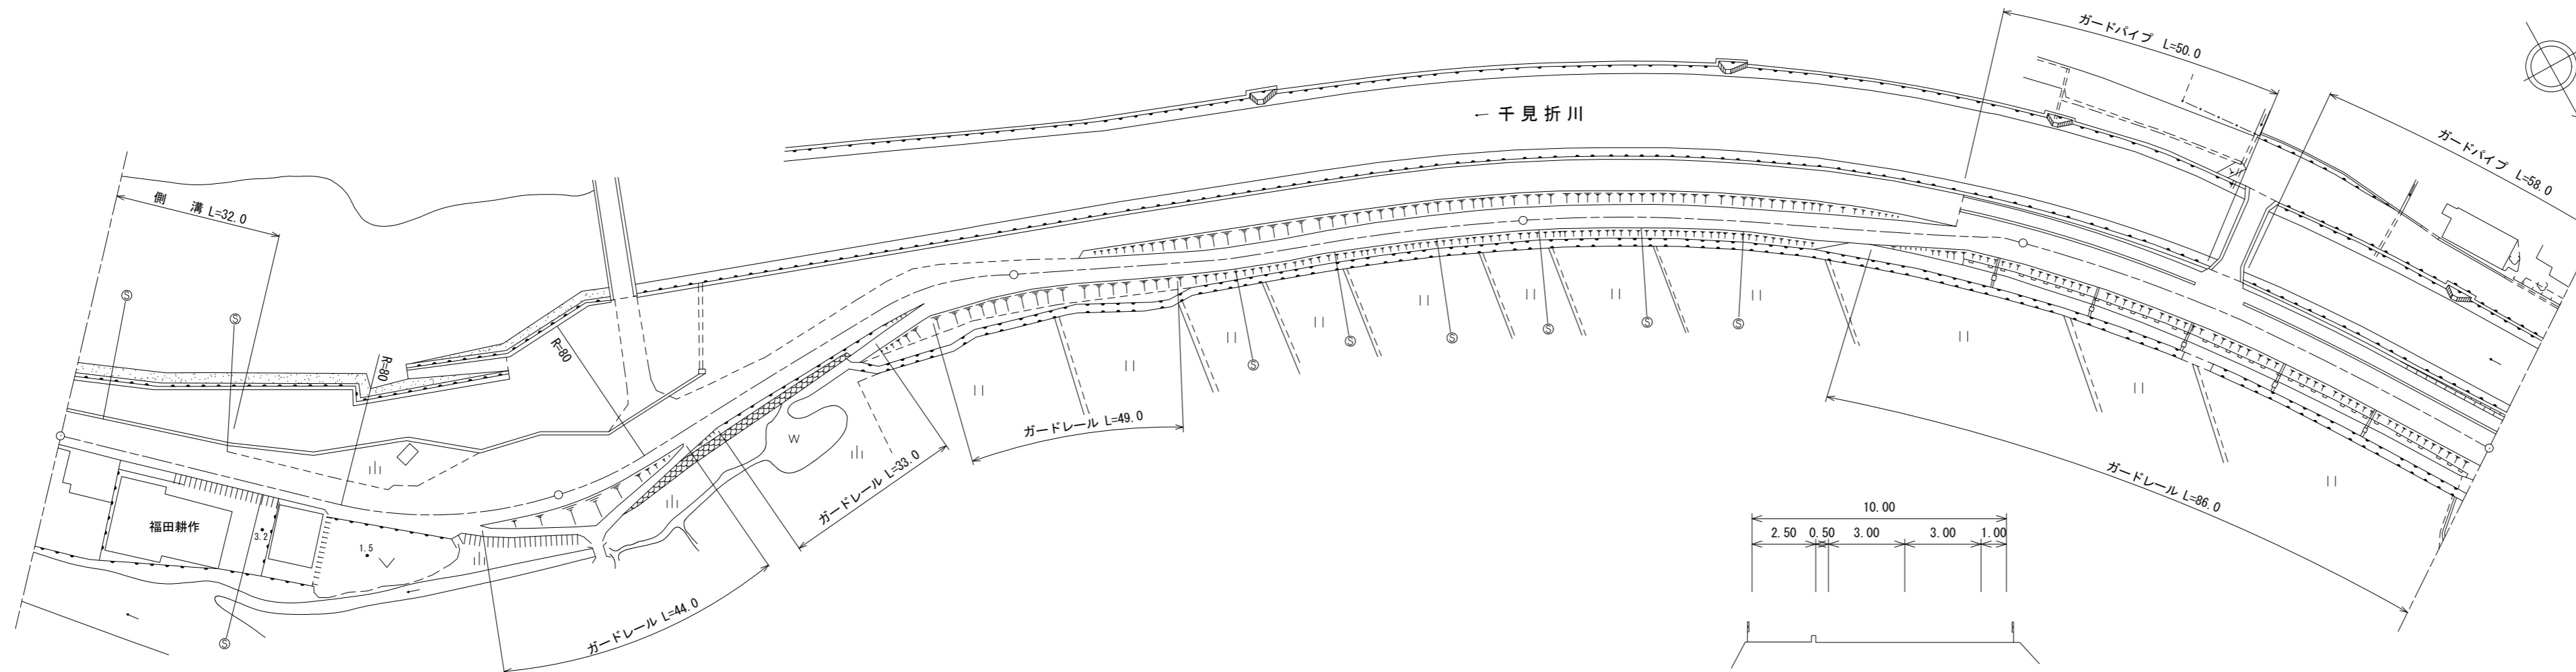 ガードパイプ L=50.0
← 千見折川
ガードパイプ L=58.0
側 溝 L=32.0
Ⓢ
Ⓢ
R=80
R=80
Ⓢ
Ⓢ
Ⓢ
Ⓢ
Ⓢ
Ⓢ
W
ガードレール L=49.0
ガードレール L=33.0
ガードレール L=86.0
福田耕作
3.2
1.5
10.00
2.50 0.50 3.00 3.00 1.00
ガードレール L=44.0
Ⓢ